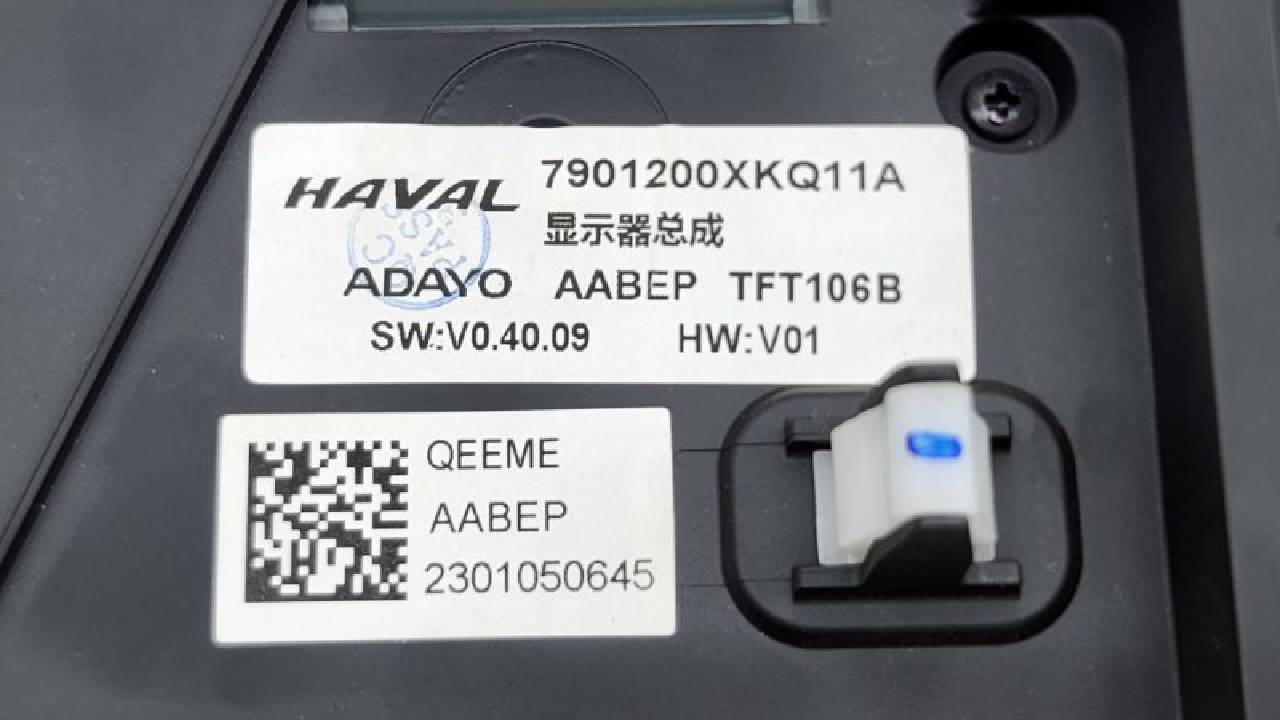 HAVAL 7901200XKQ11A
显示器总成
ADAYO AABEP TFT106B
SW:V0.40.09 HW:V01
QEEME
AABEP
2301050645